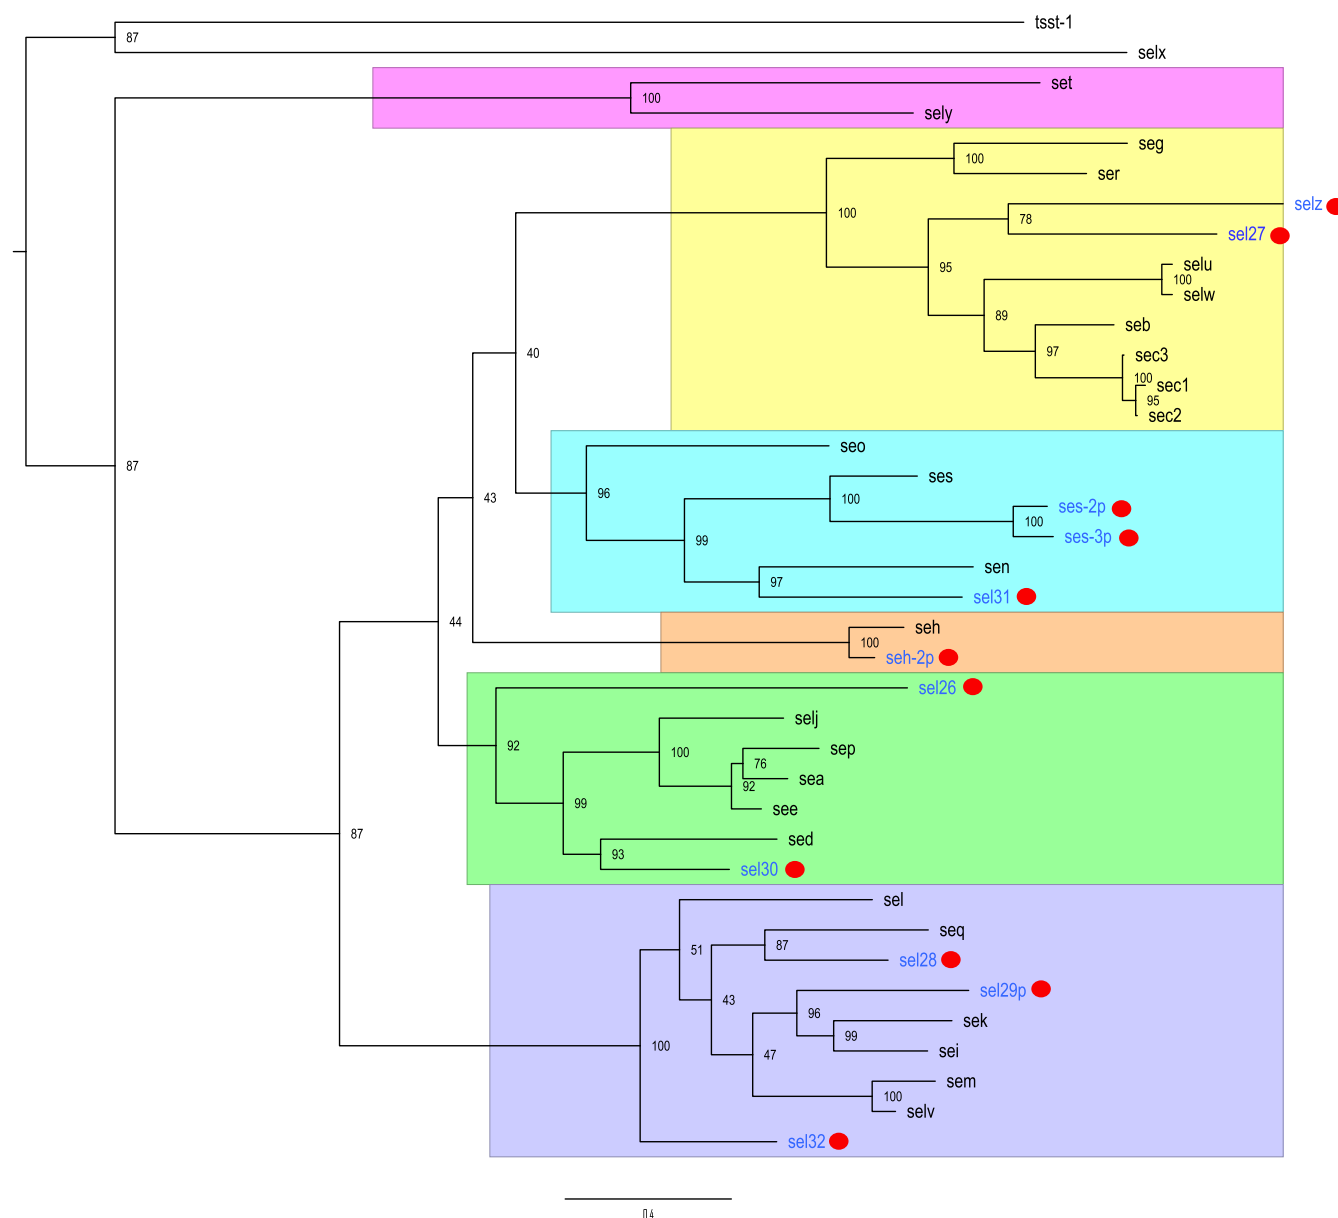 tsst-1
87
selx
set
100
sely
seg
100
ser
selz
100
78
sel27
selu
95
100
selw
89
seb
97
sec3
100
sec1
95
sec2
40
seo
ses
96
100
ses-2p
43
100
ses-3p
99
sen
97
sel31
44
seh
100
seh-2p
sel26
selj
92
sep
100
76
sea
92
99
see
sed
93
sel30
87
87
sel
seq
51
87
sel28
sel29p
43
96
sek
99
100
sei
47
sem
100
selv
sel32
0.4